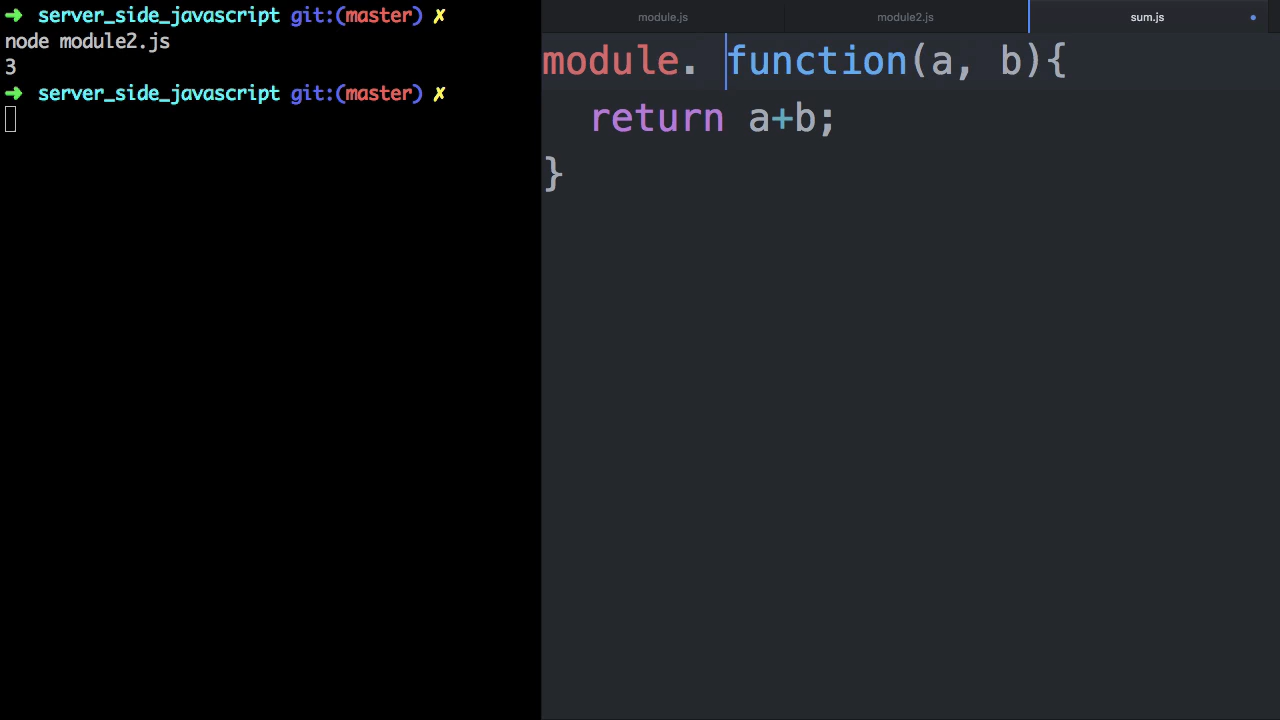 ➜ server_side_javascript git:(master) ✗
node module2.js
3
➜ server_side_javascript git:(master) ✗
module.js
module2.js
sum.js
module. function(a, b){
  return a+b;
}